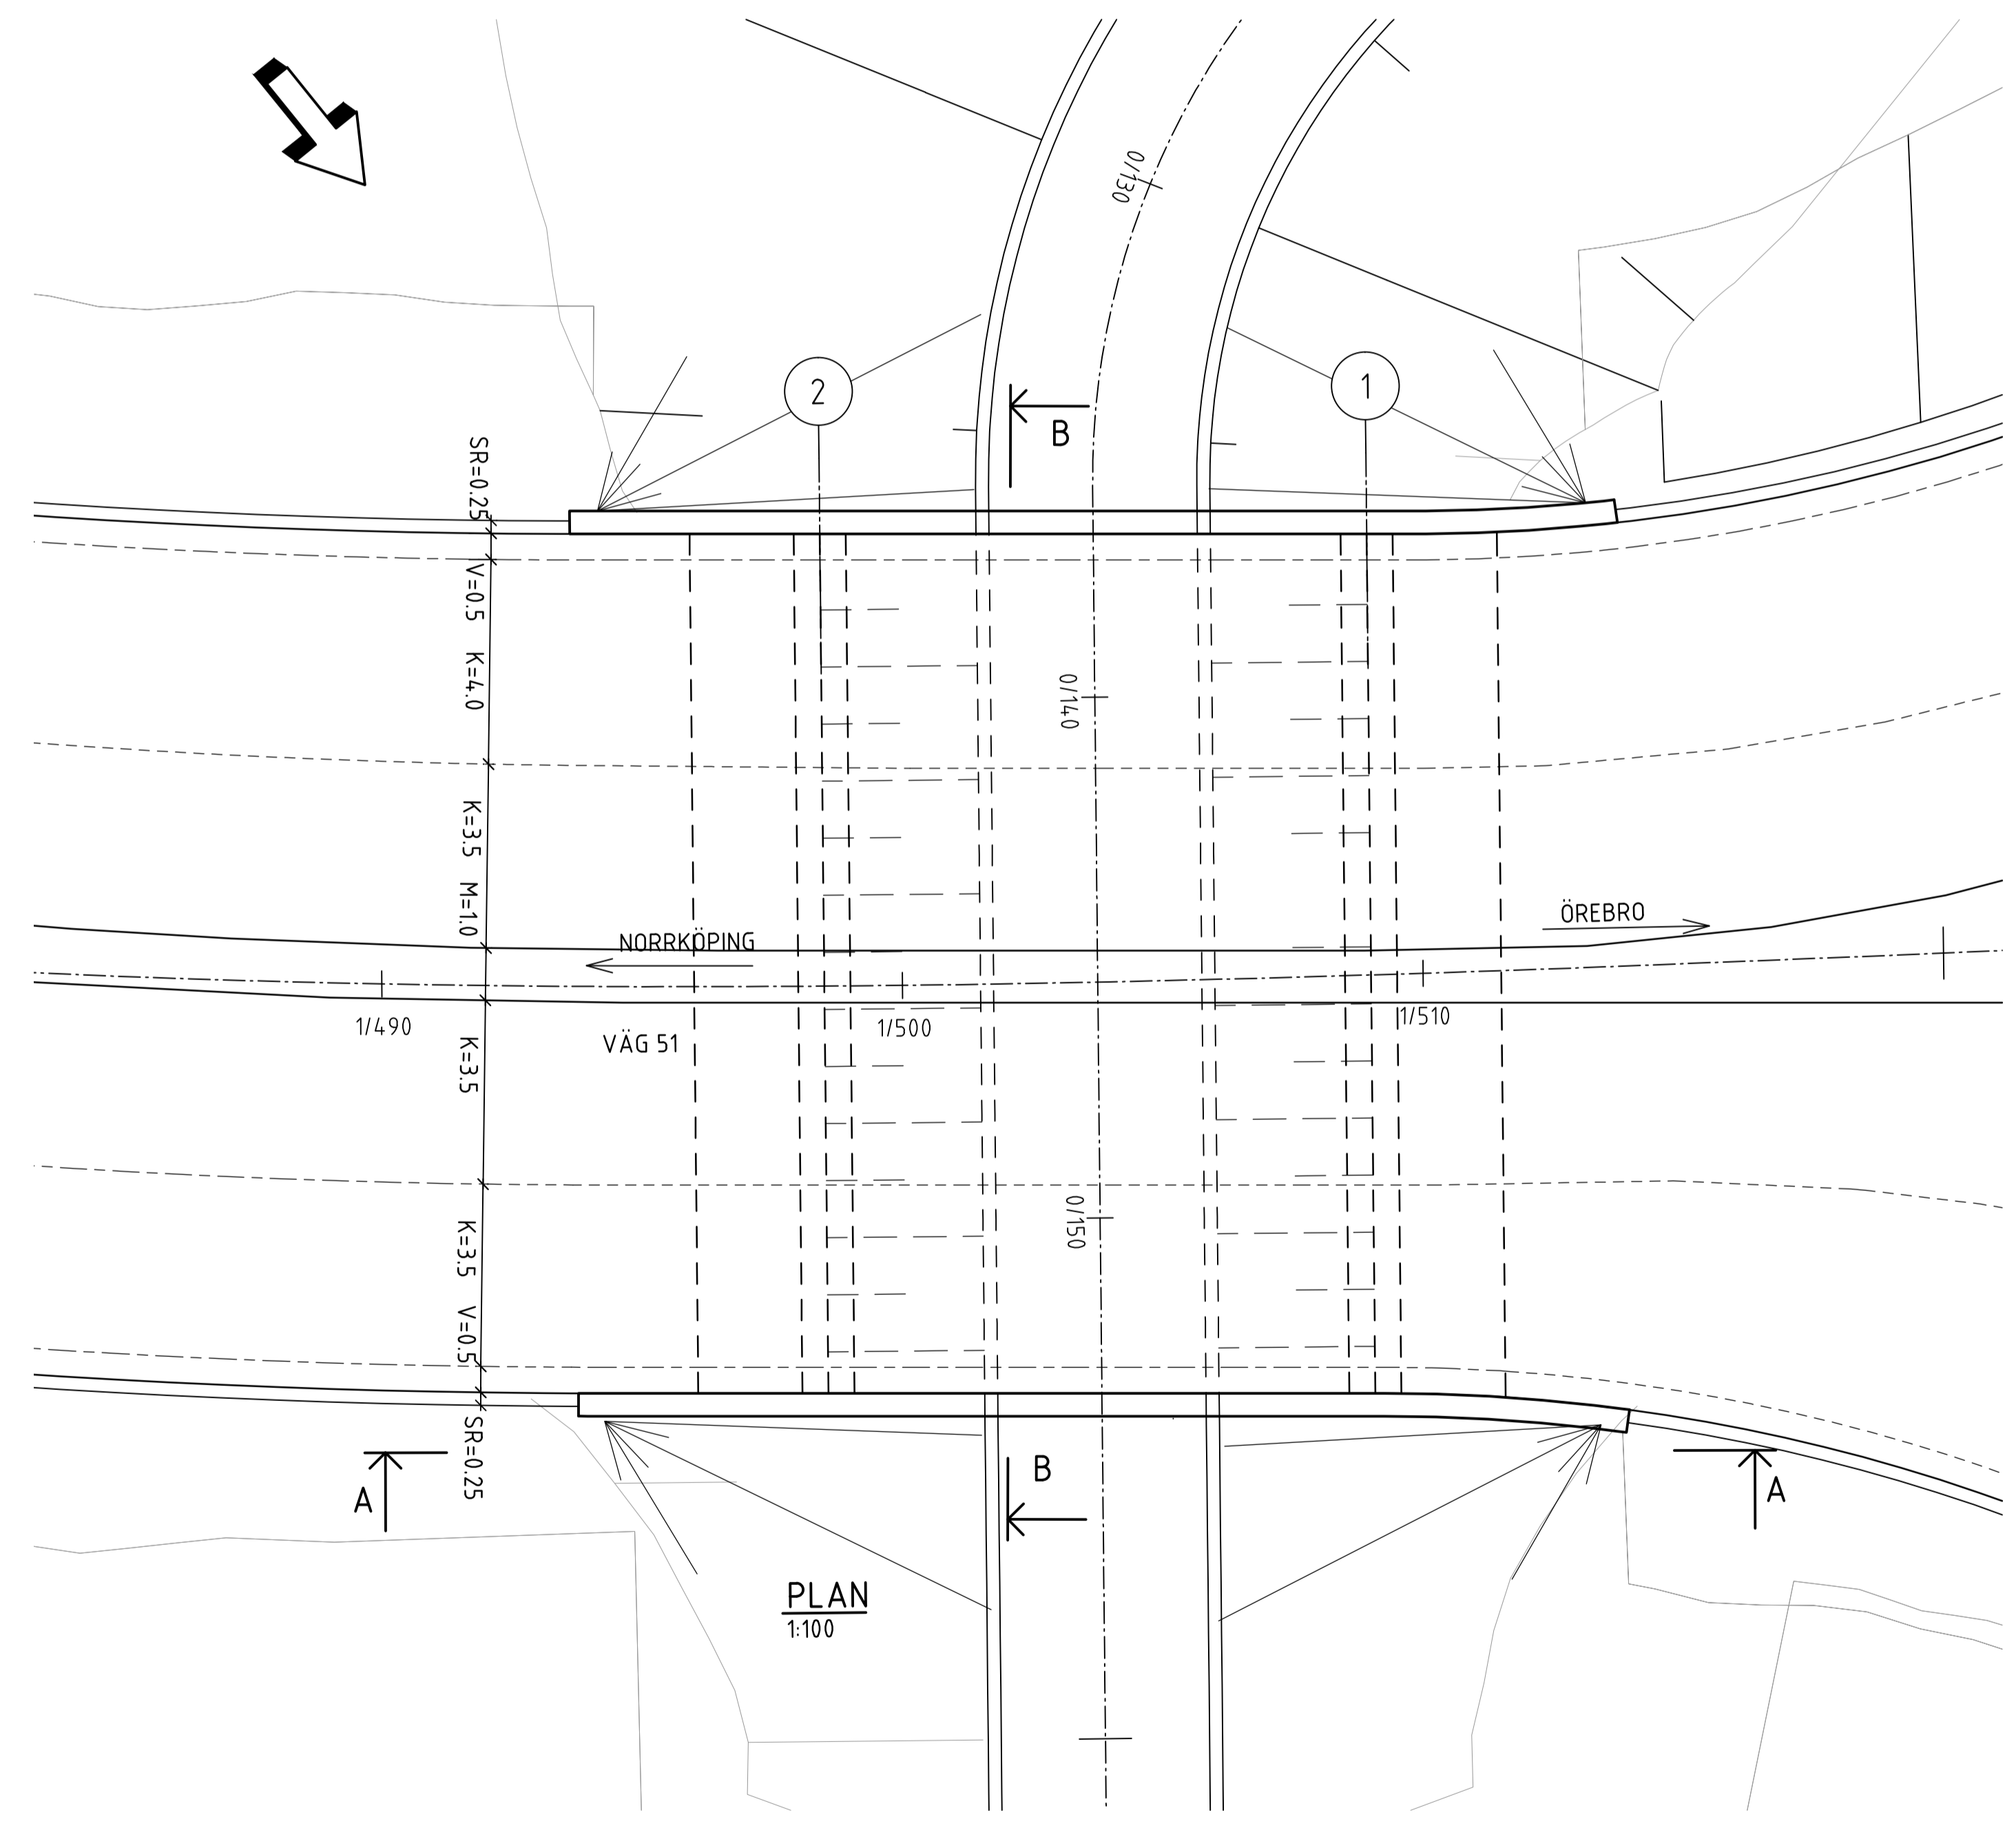 0/130
2
1
B
SR=0.25
V=0.5
K=4.0
0/140
K=3.5
M=1.0
NORRKÖPING
ÖREBRO
1/490
VÄG 51
1/500
1/510
K=3.5
0/150
K=3.5
V=0.5
SR=0.25
A
B
A
PLAN
1:100